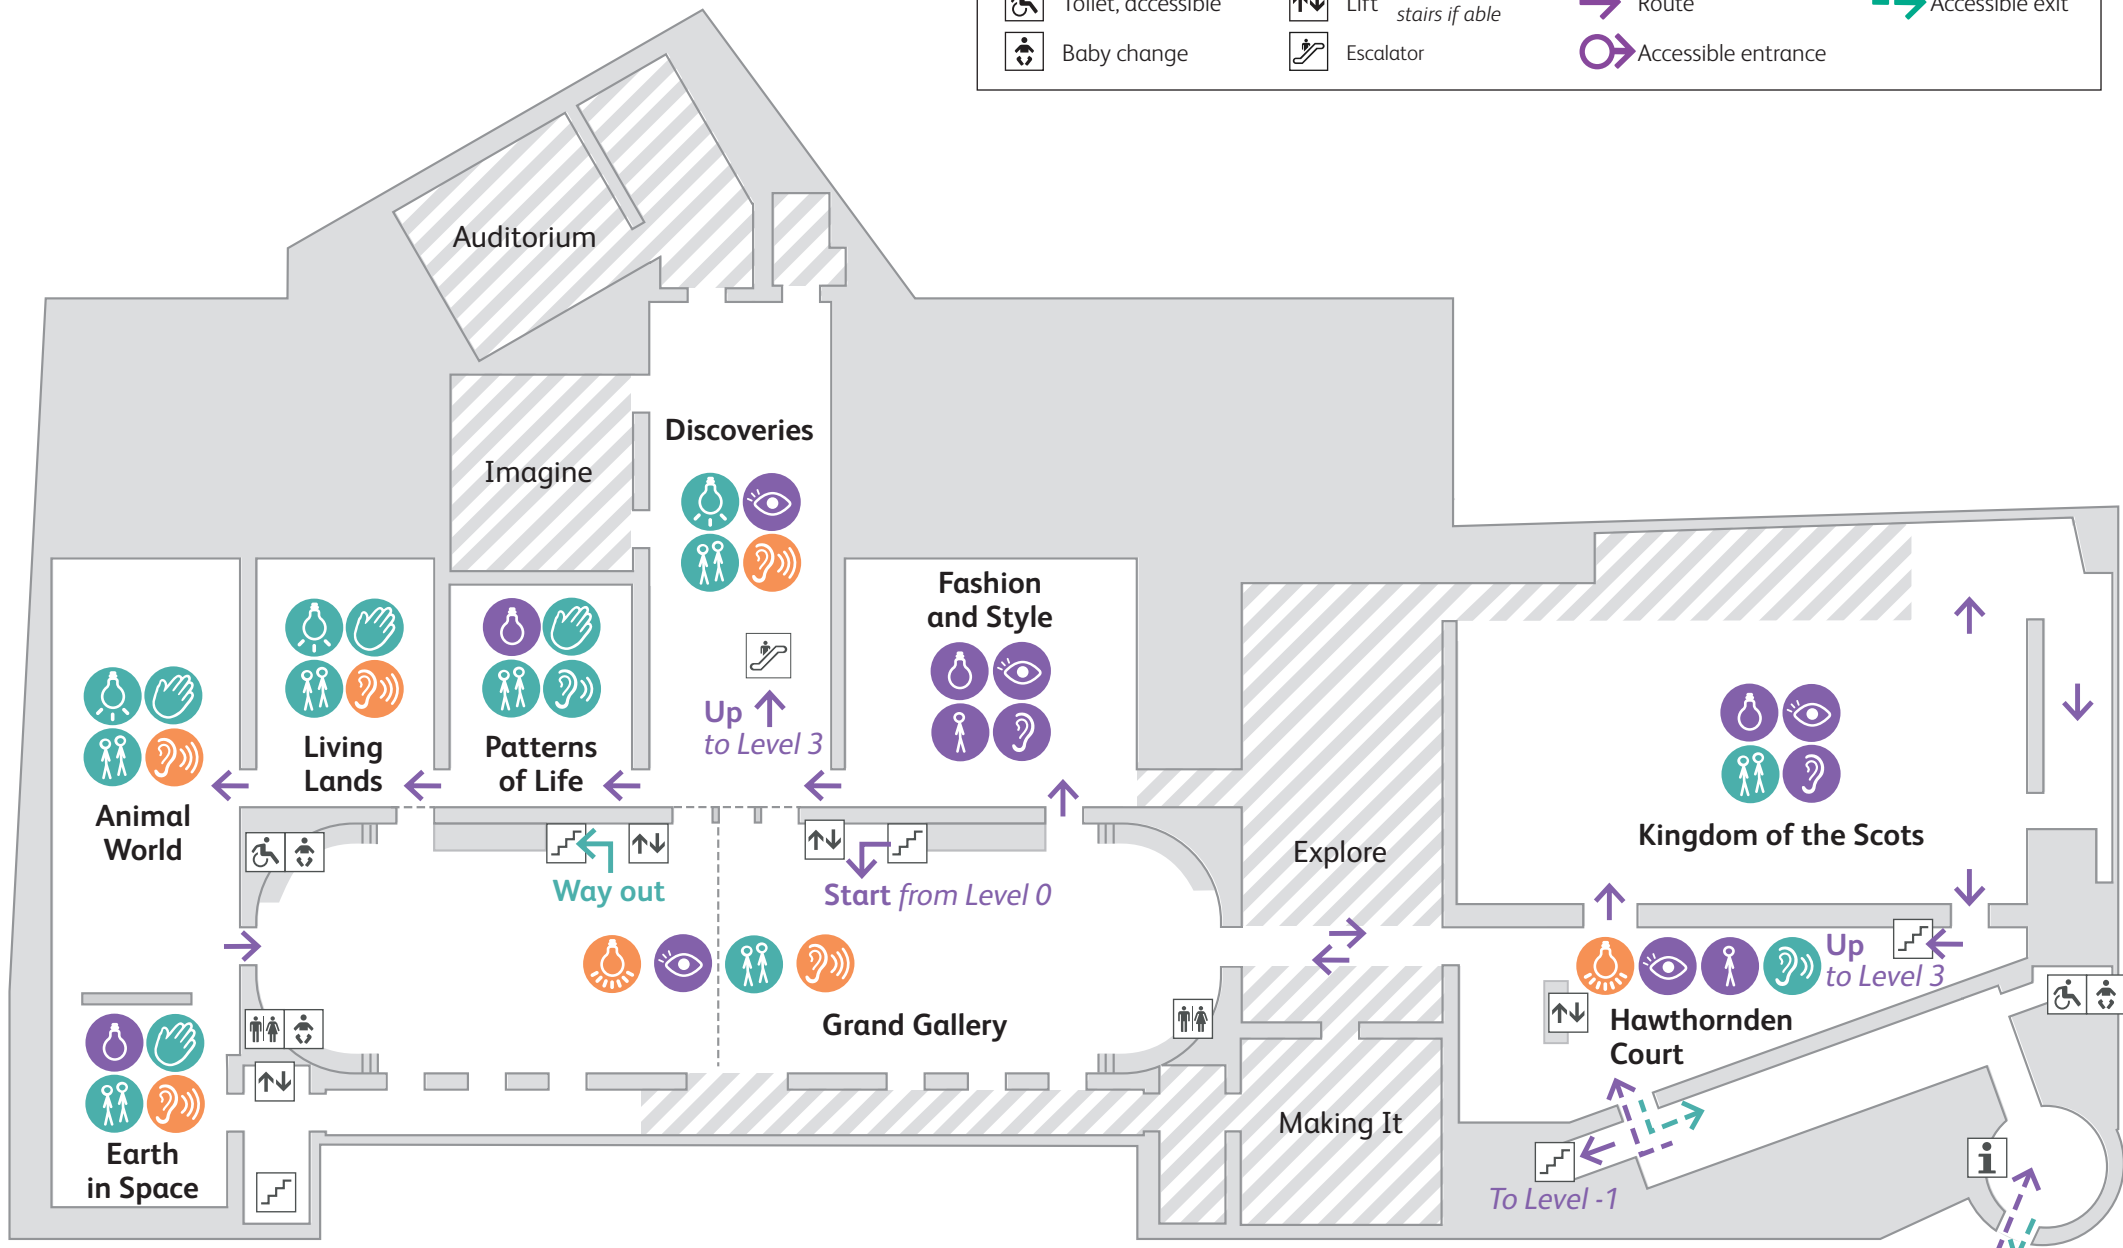 Toilet, accessible
Lift
stairs if able
Route
Accessible exit
Baby change
Escalator
Accessible entrance
Auditorium
Discoveries
Imagine
Fashion
and Style
Up
to Level 3
Living
Lands
Patterns
of Life
Animal
World
Kingdom of the Scots
Explore
Way out
Start from Level 0
Up
to Level 3
Grand Gallery
Hawthornden
Court
Making It
Earth
in Space
To Level -1
i